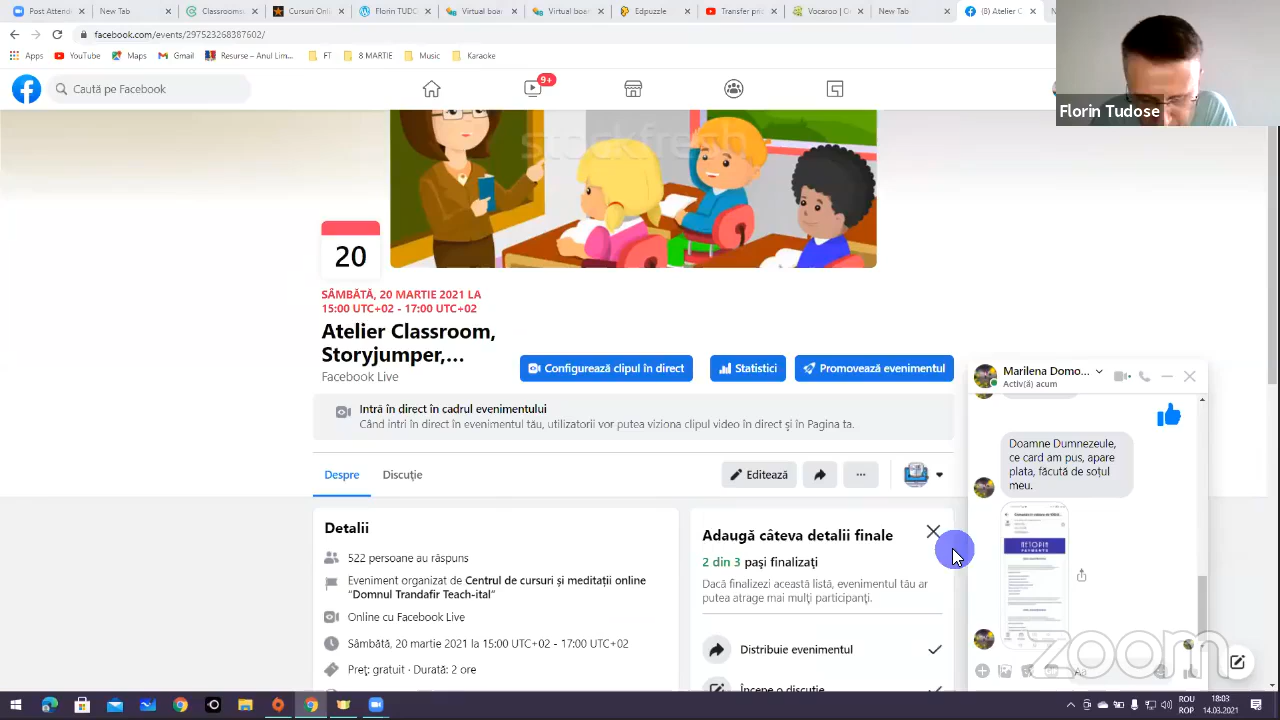 Post Attende
New Tab
Classrooms
Cursuri Onli
Florin TUDO
Virtual boar
Virtual boar
Edpuzzle
Transfer pric
Vocaroo | O
New Tab
(8) Atelier C
facebook.com/events/297523268387602/
Apps
YouTube
Maps
Gmail
Resurse – Anul Lim...
FT
8 MARTIE
Music
Karaoke
Florin Tudose
Caută pe Facebook
9+
stockfresh
20
SÂMBĂTĂ, 20 MARTIE 2021 LA
15:00 UTC+02 - 17:00 UTC+02
Atelier Classroom,
Storyjumper,...
Facebook Live
Configurează clipul în direct
Statistici
Promovează evenimentul
Intră în direct în cadrul evenimentului
Când intri în direct în evenimentul tău, utilizatorii vor putea viziona clipul video în direct și în Pagina ta.
Despre
Discuție
Editează
Detalii
522 persoane au răspuns
Eveniment organizat de Centrul de cursuri și meditații online
"Domnul Trandafir Teach-
Online cu Facebook Live
Sâmbătă, 20 martie 2021 la 15:00 UTC+02 - 17:00 UTC+02
Preț: gratuit · Durată: 2 ore
Adaugă câteva detalii finale
2 din 3 pași finalizați
Dacă finalizezi această listă, evenimentul tău ar
putea atrage mai mulți participanți.
Distribuie evenimentul
Începe o discuție
Marilena Domo...
Activ(ă) acum
Doamne Dumnezeule,
ce card am pus, apare
plata, făcută de soțul
meu.
NETOPIA
PAYMENTS
Aa
zoom
ROU
ROP
18:03
14.03.2021